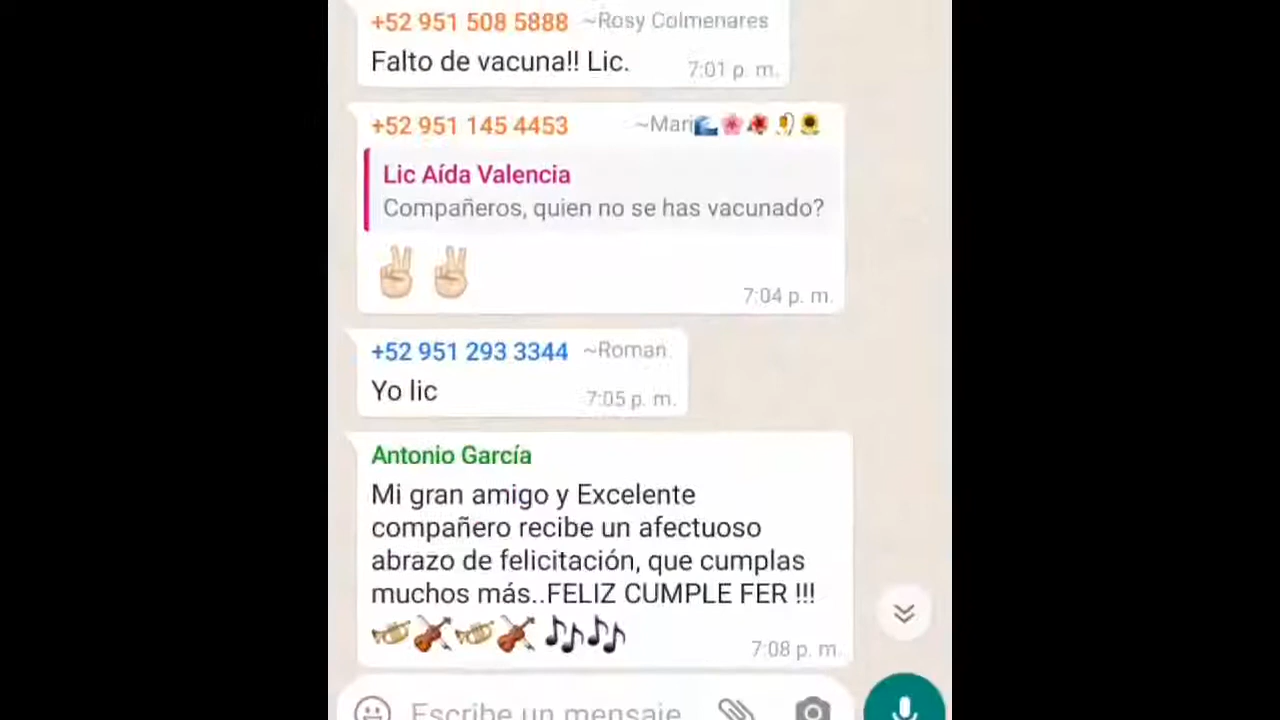 +52 951 508 5888 ~Rosy Colmenares
Falto de vacuna!! Lic.
7:01 p. m.
+52 951 145 4453 ~Mari🌊🌸🌺👂🌻
Lic Aída Valencia
Compañeros, quien no se has vacunado?
✌🏻 ✌🏻
7:04 p. m.
+52 951 293 3344 ~Roman
Yo lic
7:05 p. m.
Antonio García
Mi gran amigo y Excelente
compañero recibe un afectuoso
abrazo de felicitación, que cumplas
muchos más..FELIZ CUMPLE FER !!!
🎺🎻🎺🎻 🎶🎶
7:08 p. m.
Escribe un mensaje